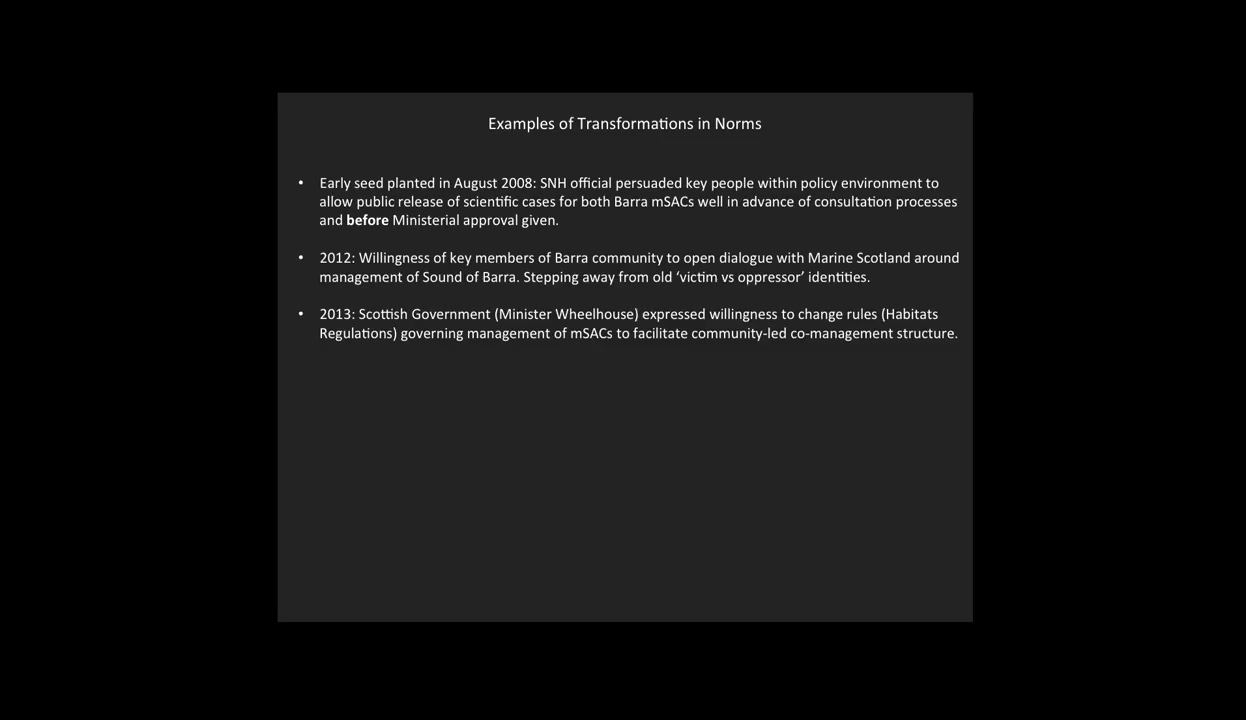 Examples of Transformations in Norms
• Early seed planted in August 2008: SNH official persuaded key people within policy environment to
allow public release of scientific cases for both Barra mSACs well in advance of consultation processes
and before Ministerial approval given.
• 2012: Willingness of key members of Barra community to open dialogue with Marine Scotland around
management of Sound of Barra. Stepping away from old ‘victim vs oppressor’ identities.
• 2013: Scottish Government (Minister Wheelhouse) expressed willingness to change rules (Habitats
Regulations) governing management of mSACs to facilitate community-led co-management structure.